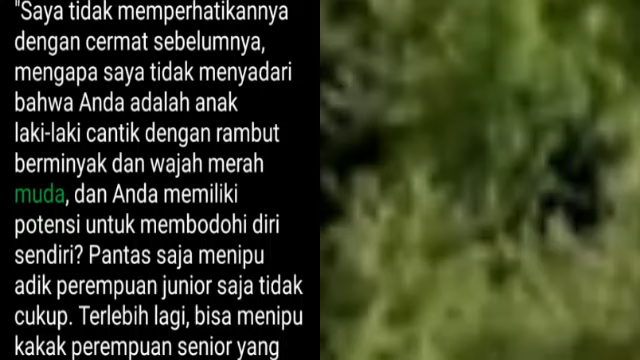 "Saya tidak memperhatikannya
dengan cermat sebelumnya,
mengapa saya tidak menyadari
bahwa Anda adalah anak
laki-laki cantik dengan rambut
berminyak dan wajah merah
muda, dan Anda memiliki
potensi untuk membodohi diri
sendiri? Pantas saja menipu
adik perempuan junior saja tidak
cukup. Terlebih lagi, bisa menipu
kakak perempuan senior yang